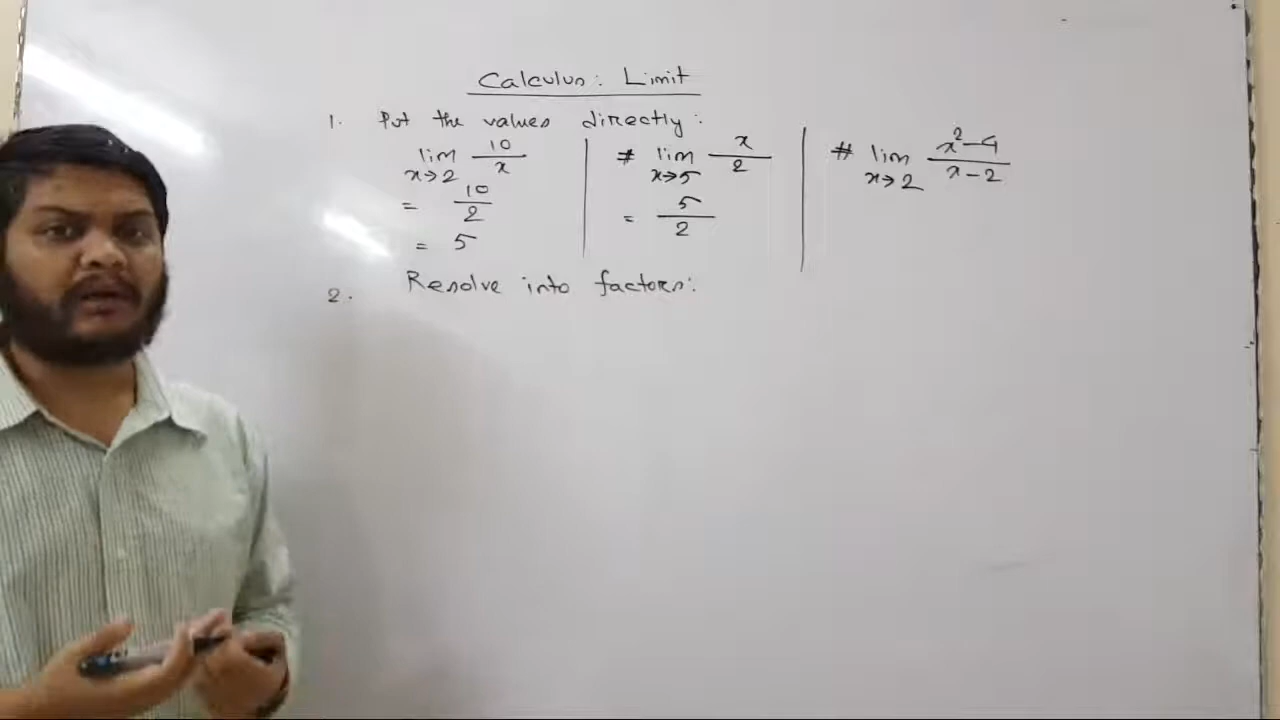 Calculus: Limit
1. Put the values directly:
lim x→2 10/x
= 10/2
= 5
# lim x→5 x/2
= 5/2
# lim x→2 x²-4/x-2
2. Resolve into factors: